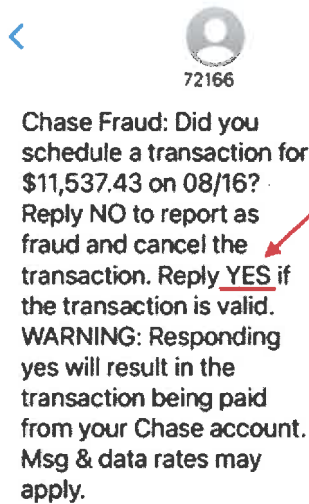 72166
Chase Fraud: Did you
schedule a transaction for
$11,537.43 on 08/16?
Reply NO to report as
fraud and cancel the
transaction. Reply YES if
the transaction is valid.
WARNING: Responding
yes will result in the
transaction being paid
from your Chase account.
Msg & data rates may
apply.